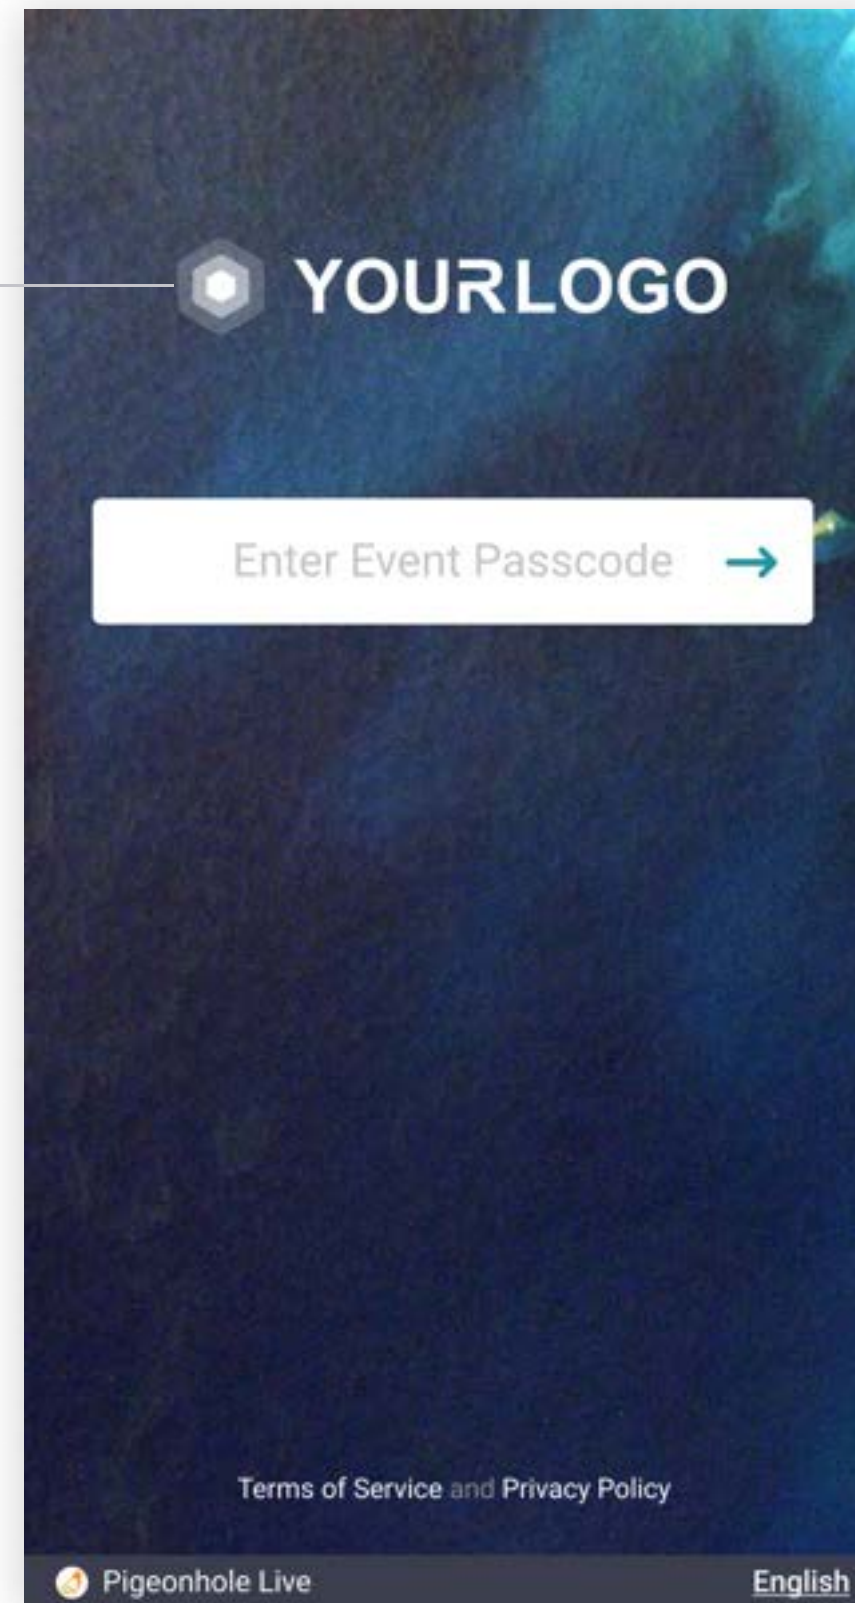 YOURLOGO
Enter Event Passcode
Terms of Service and Privacy Policy
Pigeonhole Live English